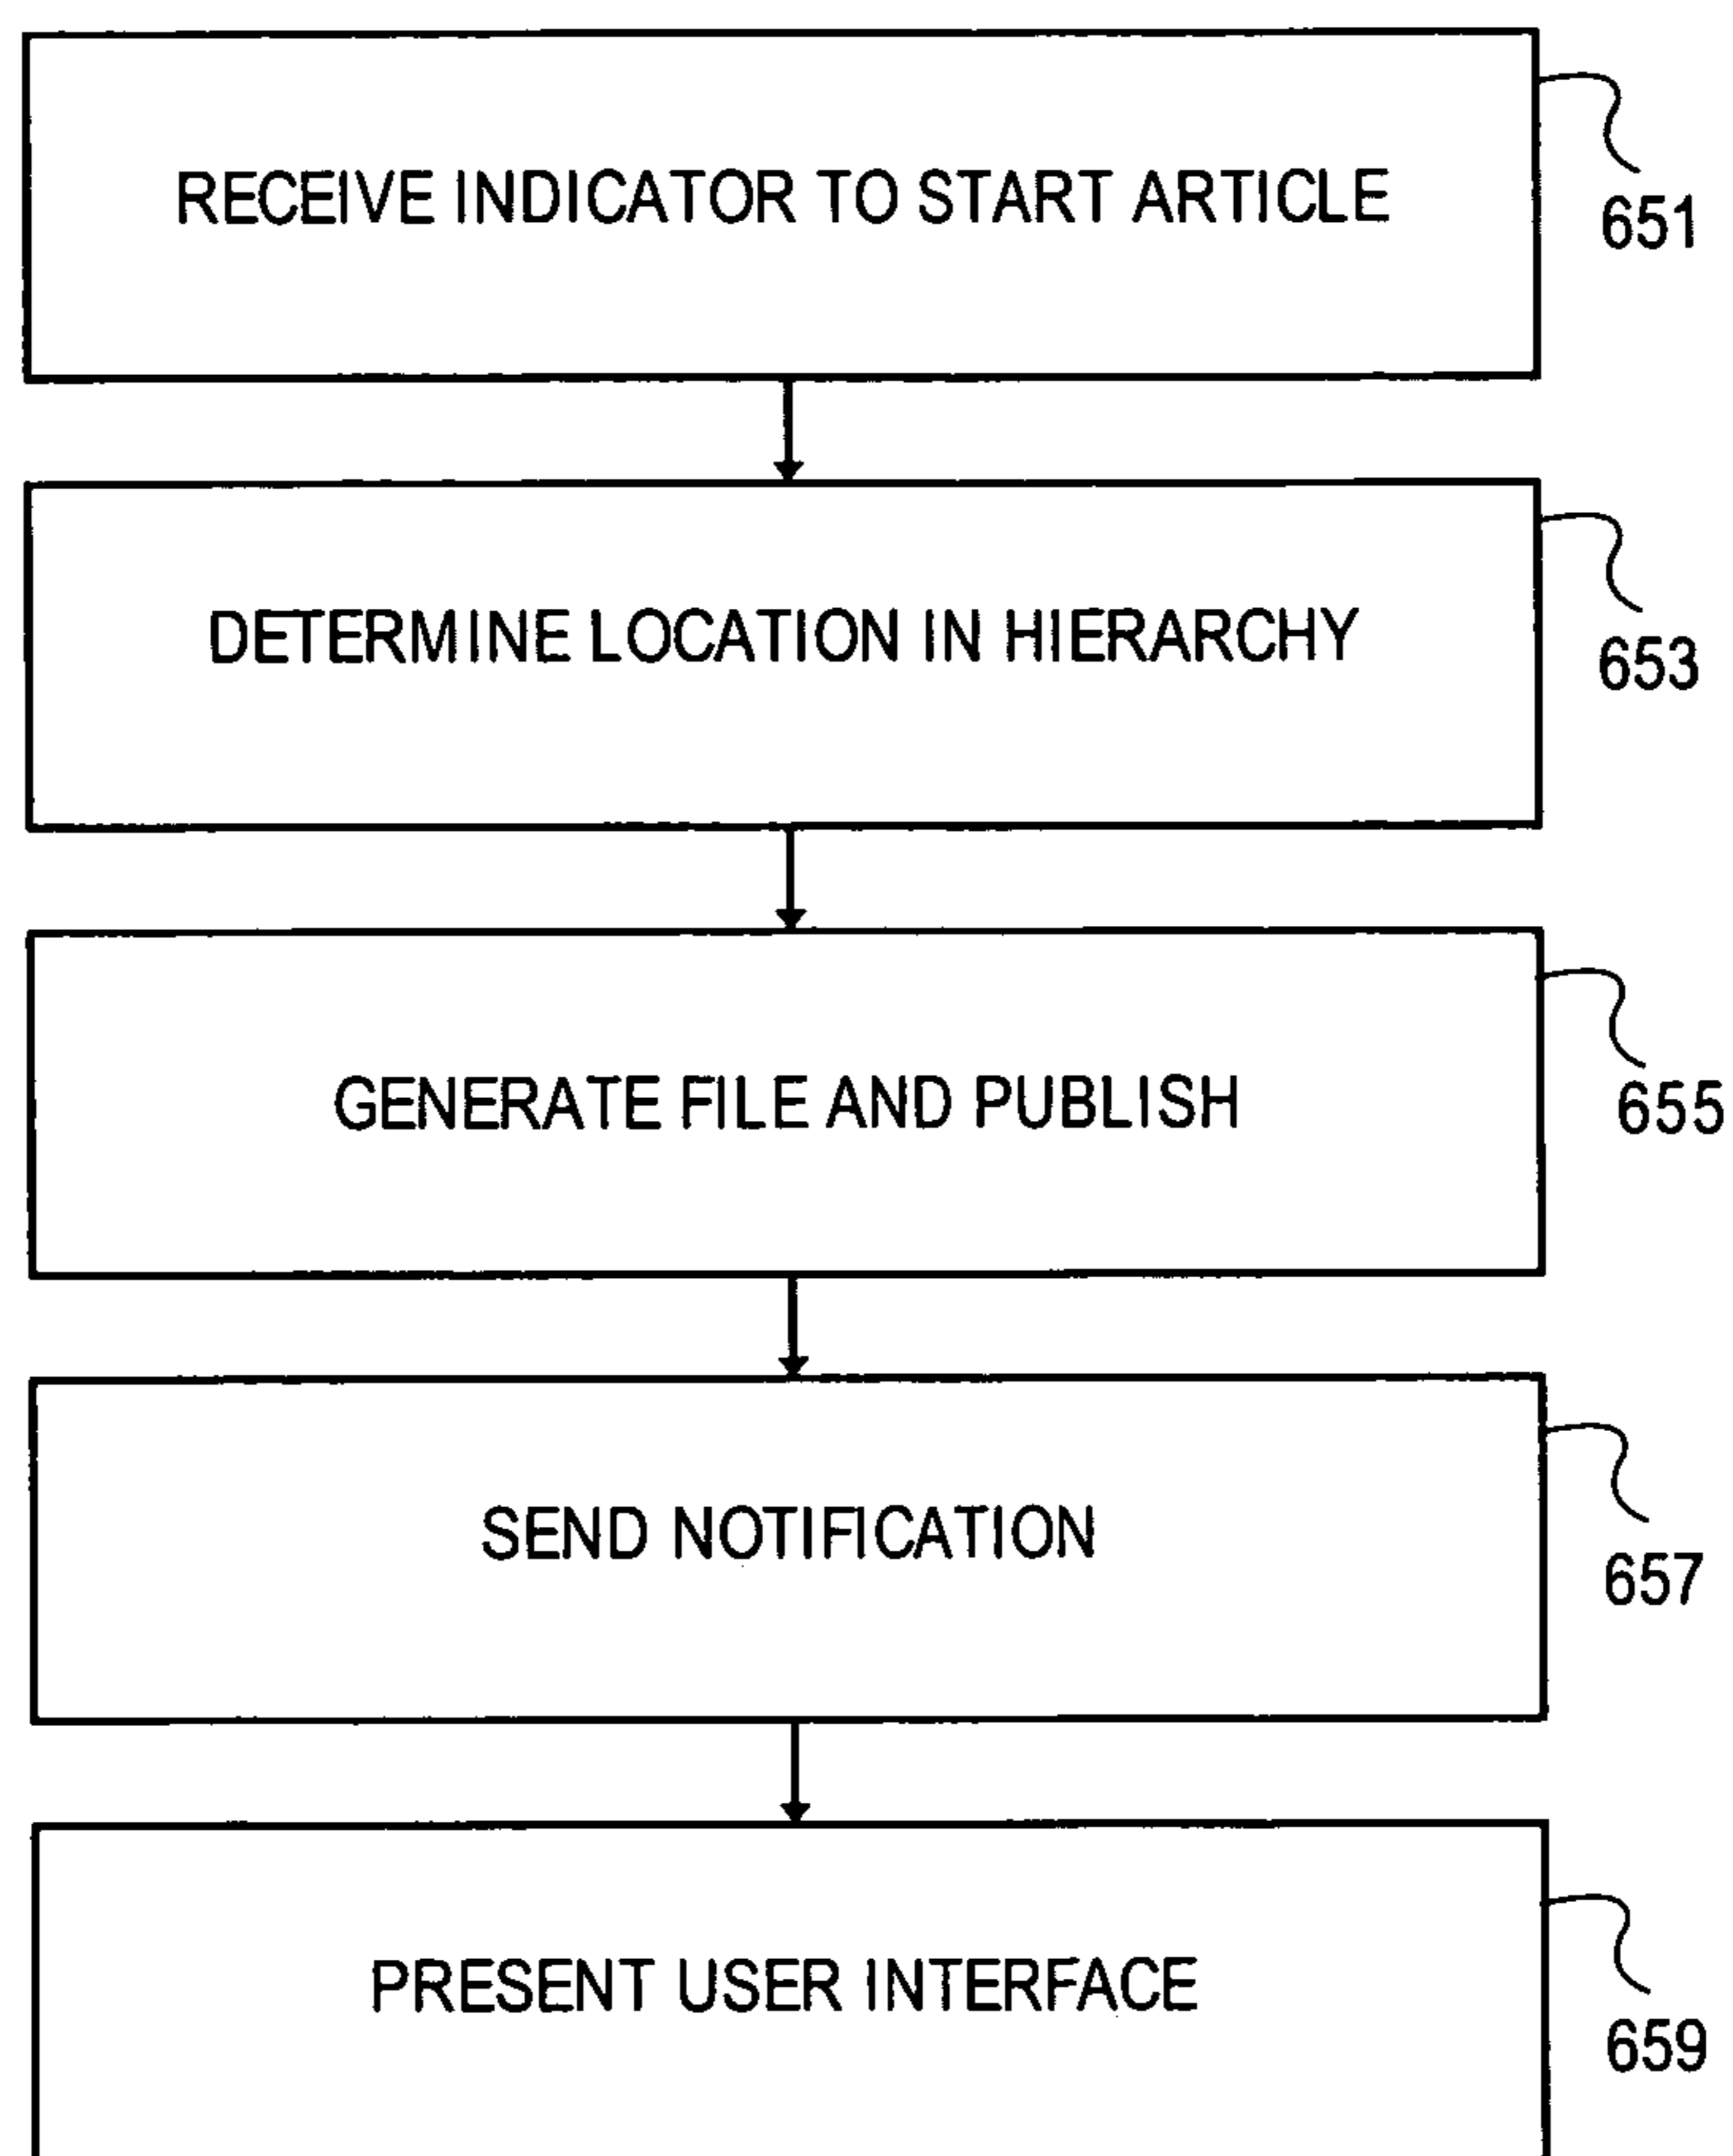 RECEIVE INDICATOR TO START ARTICLE
651
DETERMINE LOCATION IN HIERARCHY
653
GENERATE FILE AND PUBLISH
655
SEND NOTIFICATION
657
PRESENT USER INTERFACE
659